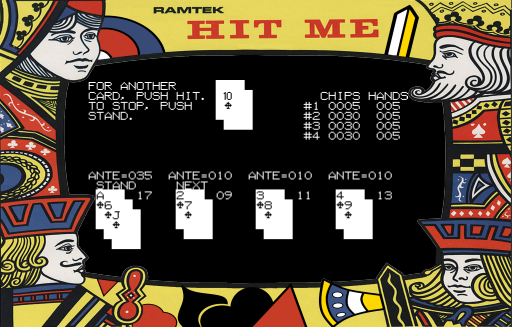 RAMTEK
HIT ME
FOR ANOTHER
CARD, PUSH HIT.
TO STOP, PUSH
STAND.
10
CHIPS HANDS
#1 0005 005
#2 0030 005
#3 0030 005
#4 0030 005
ANTE=035 ANTE=010 ANTE=010 ANTE=010
STAND NEXT
A 17 2 09 3 11 4 13
6 7 8 9
J